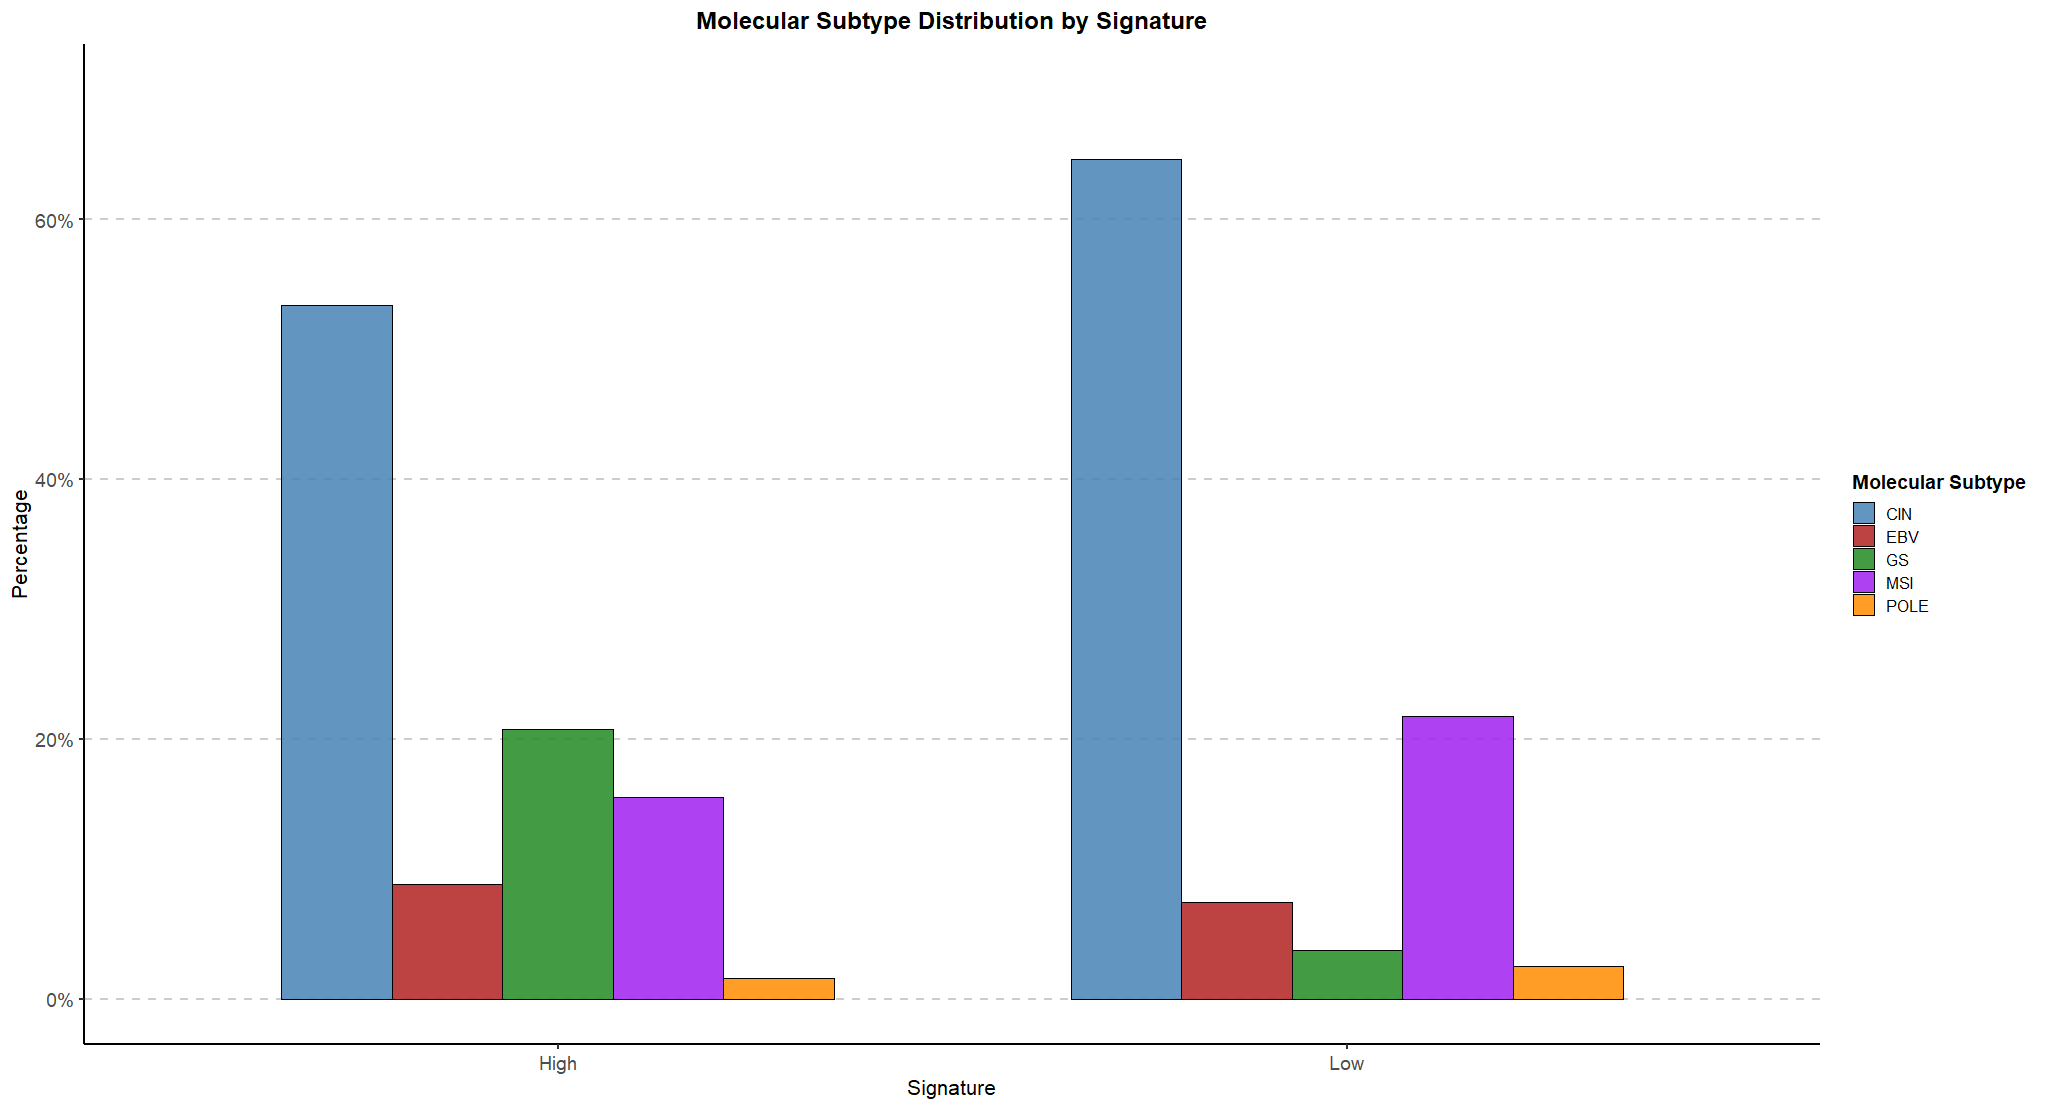 Molecular Subtype Distribution by Signature
60%
40%
20%
0%
Percentage
High
Low
Signature
Molecular Subtype
CIN
EBV
GS
MSI
POLE